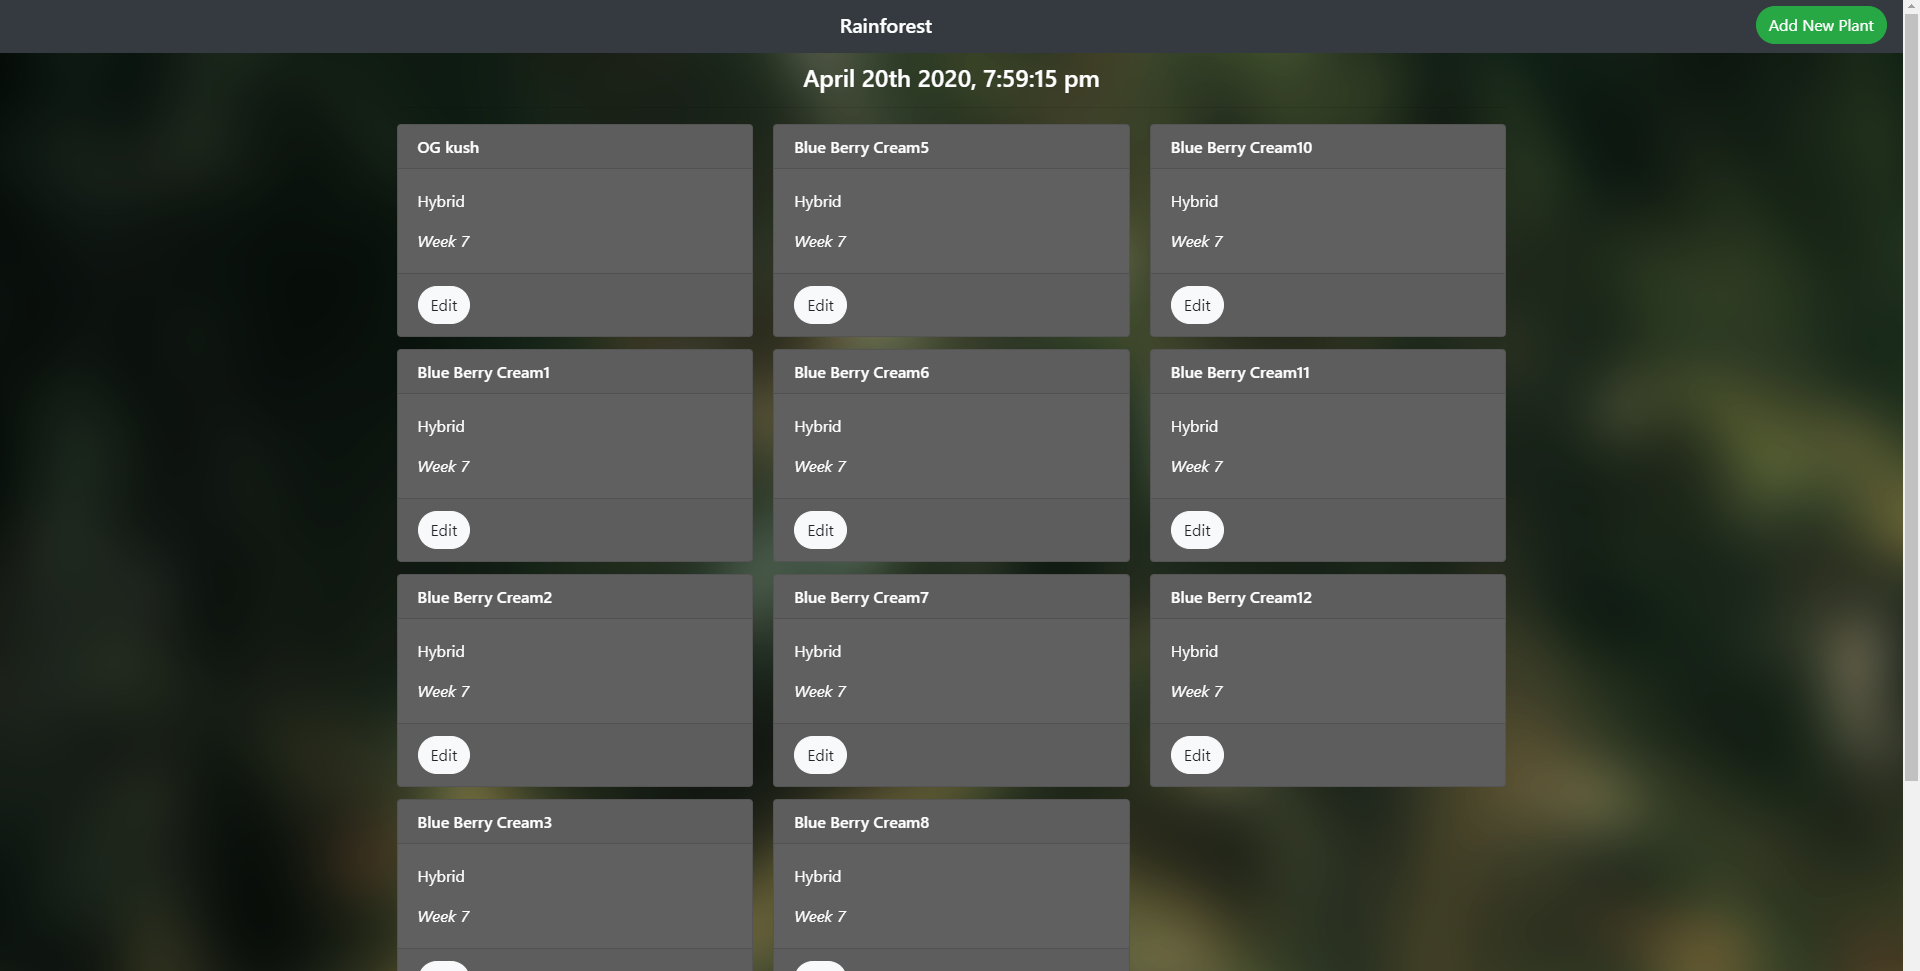 Rainforest
Add New Plant
April 20th 2020, 7:59:15 pm
OG kush
Hybrid
Week 7
Edit
Blue Berry Cream5
Hybrid
Week 7
Edit
Blue Berry Cream10
Hybrid
Week 7
Edit
Blue Berry Cream1
Hybrid
Week 7
Edit
Blue Berry Cream6
Hybrid
Week 7
Edit
Blue Berry Cream11
Hybrid
Week 7
Edit
Blue Berry Cream2
Hybrid
Week 7
Edit
Blue Berry Cream7
Hybrid
Week 7
Edit
Blue Berry Cream12
Hybrid
Week 7
Edit
Blue Berry Cream3
Hybrid
Week 7
Blue Berry Cream8
Hybrid
Week 7